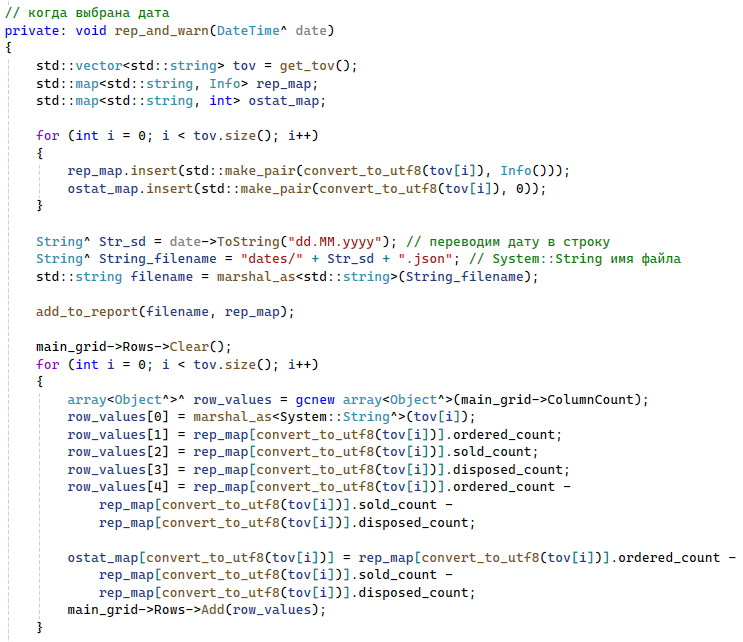 // когда выбрана дата
private: void rep_and_warn(DateTime^ date)
{
    std::vector<std::string> tov = get_tov();
    std::map<std::string, Info> rep_map;
    std::map<std::string, int> ostat_map;

    for (int i = 0; i < tov.size(); i++)
    {
        rep_map.insert(std::make_pair(convert_to_utf8(tov[i]), Info()));
        ostat_map.insert(std::make_pair(convert_to_utf8(tov[i]), 0));
    }

    String^ Str_sd = date->ToString("dd.MM.yyyy"); // переводим дату в строку
    String^ String_filename = "dates/" + Str_sd + ".json"; // System::String имя файла
    std::string filename = marshal_as<std::string>(String_filename);

    add_to_report(filename, rep_map);

    main_grid->Rows->Clear();
    for (int i = 0; i < tov.size(); i++)
    {
        array<Object^>^ row_values = gcnew array<Object^>(main_grid->ColumnCount);
        row_values[0] = marshal_as<System::String^>(tov[i]);
        row_values[1] = rep_map[convert_to_utf8(tov[i])].ordered_count;
        row_values[2] = rep_map[convert_to_utf8(tov[i])].sold_count;
        row_values[3] = rep_map[convert_to_utf8(tov[i])].disposed_count;
        row_values[4] = rep_map[convert_to_utf8(tov[i])].ordered_count -
            rep_map[convert_to_utf8(tov[i])].sold_count -
            rep_map[convert_to_utf8(tov[i])].disposed_count;

        ostat_map[convert_to_utf8(tov[i])] = rep_map[convert_to_utf8(tov[i])].ordered_count -
            rep_map[convert_to_utf8(tov[i])].sold_count -
            rep_map[convert_to_utf8(tov[i])].disposed_count;
        main_grid->Rows->Add(row_values);
    }